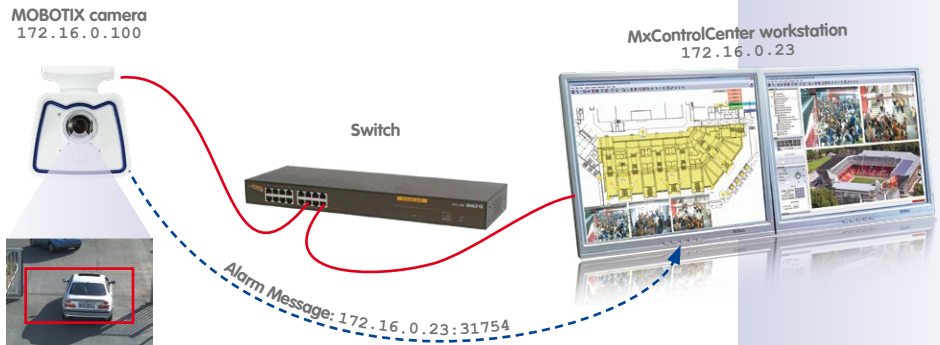 MOBOTIX camera
172.16.0.100
MxControlCenter workstation
172.16.0.23
Switch
Alarm Message: 172.16.0.23:31754